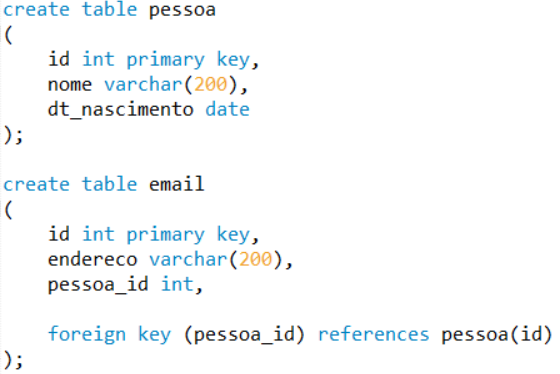 create table pessoa
(
    id int primary key,
    nome varchar(200),
    dt_nascimento date
);

create table email
(
    id int primary key,
    endereco varchar(200),
    pessoa_id int,

    foreign key (pessoa_id) references pessoa(id)
);